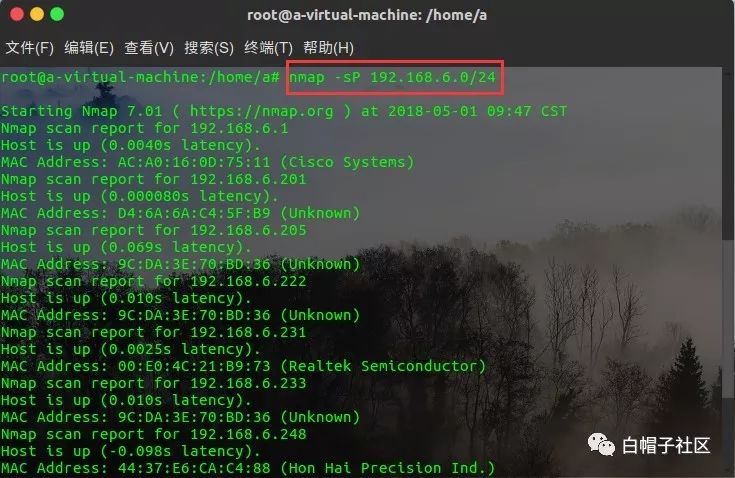 root@a-virtual-machine: /home/a
文件(F) 编辑(E) 查看(V) 搜索(S) 终端(T) 帮助(H)
root@a-virtual-machine:/home/a# nmap -sP 192.168.6.0/24
Starting Nmap 7.01 ( https://nmap.org ) at 2018-05-01 09:47 CST
Nmap scan report for 192.168.6.1
Host is up (0.0040s latency).
MAC Address: AC:A0:16:0D:75:11 (Cisco Systems)
Nmap scan report for 192.168.6.201
Host is up (0.000080s latency).
MAC Address: D4:6A:6A:C4:5F:B9 (Unknown)
Nmap scan report for 192.168.6.205
Host is up (0.069s latency).
MAC Address: 9C:DA:3E:70:BD:36 (Unknown)
Nmap scan report for 192.168.6.222
Host is up (0.010s latency).
MAC Address: 9C:DA:3E:70:BD:36 (Unknown)
Nmap scan report for 192.168.6.231
Host is up (0.0025s latency).
MAC Address: 00:E0:4C:21:B9:73 (Realtek Semiconductor)
Nmap scan report for 192.168.6.233
Host is up (0.010s latency).
MAC Address: 9C:DA:3E:70:BD:36 (Unknown)
Nmap scan report for 192.168.6.248
Host is up (-0.098s latency).
MAC Address: 44:37:E6:CA:C4:88 (Hon Hai Precision Ind.)
白帽子社区